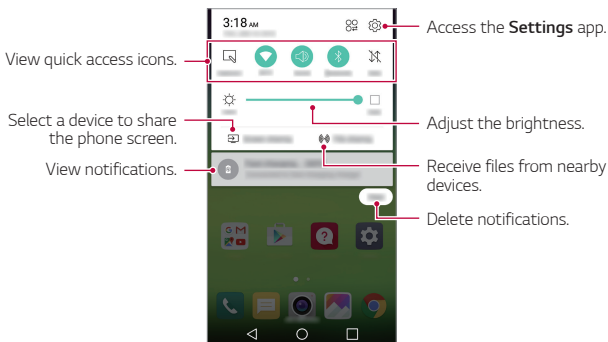 3:18 AM
Access the Settings app.
View quick access icons.
Select a device to share
the phone screen.
Adjust the brightness.
View notifications.
Receive files from nearby
devices.
Delete notifications.